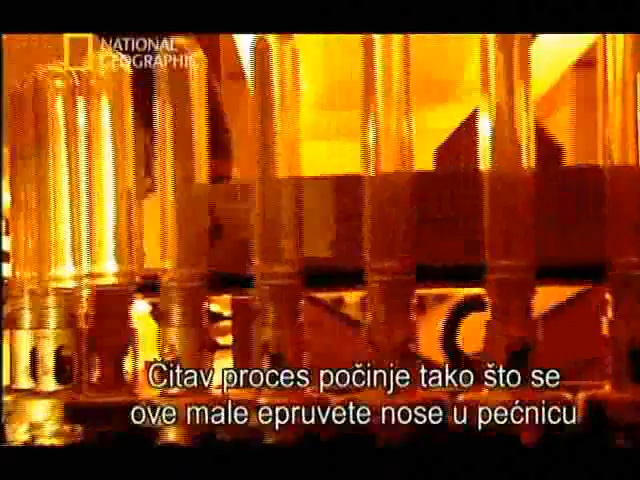 NATIONAL
GEOGRAPHIC
Čitav proces počinje tako što se
ove male epruvete nose u pećnicu